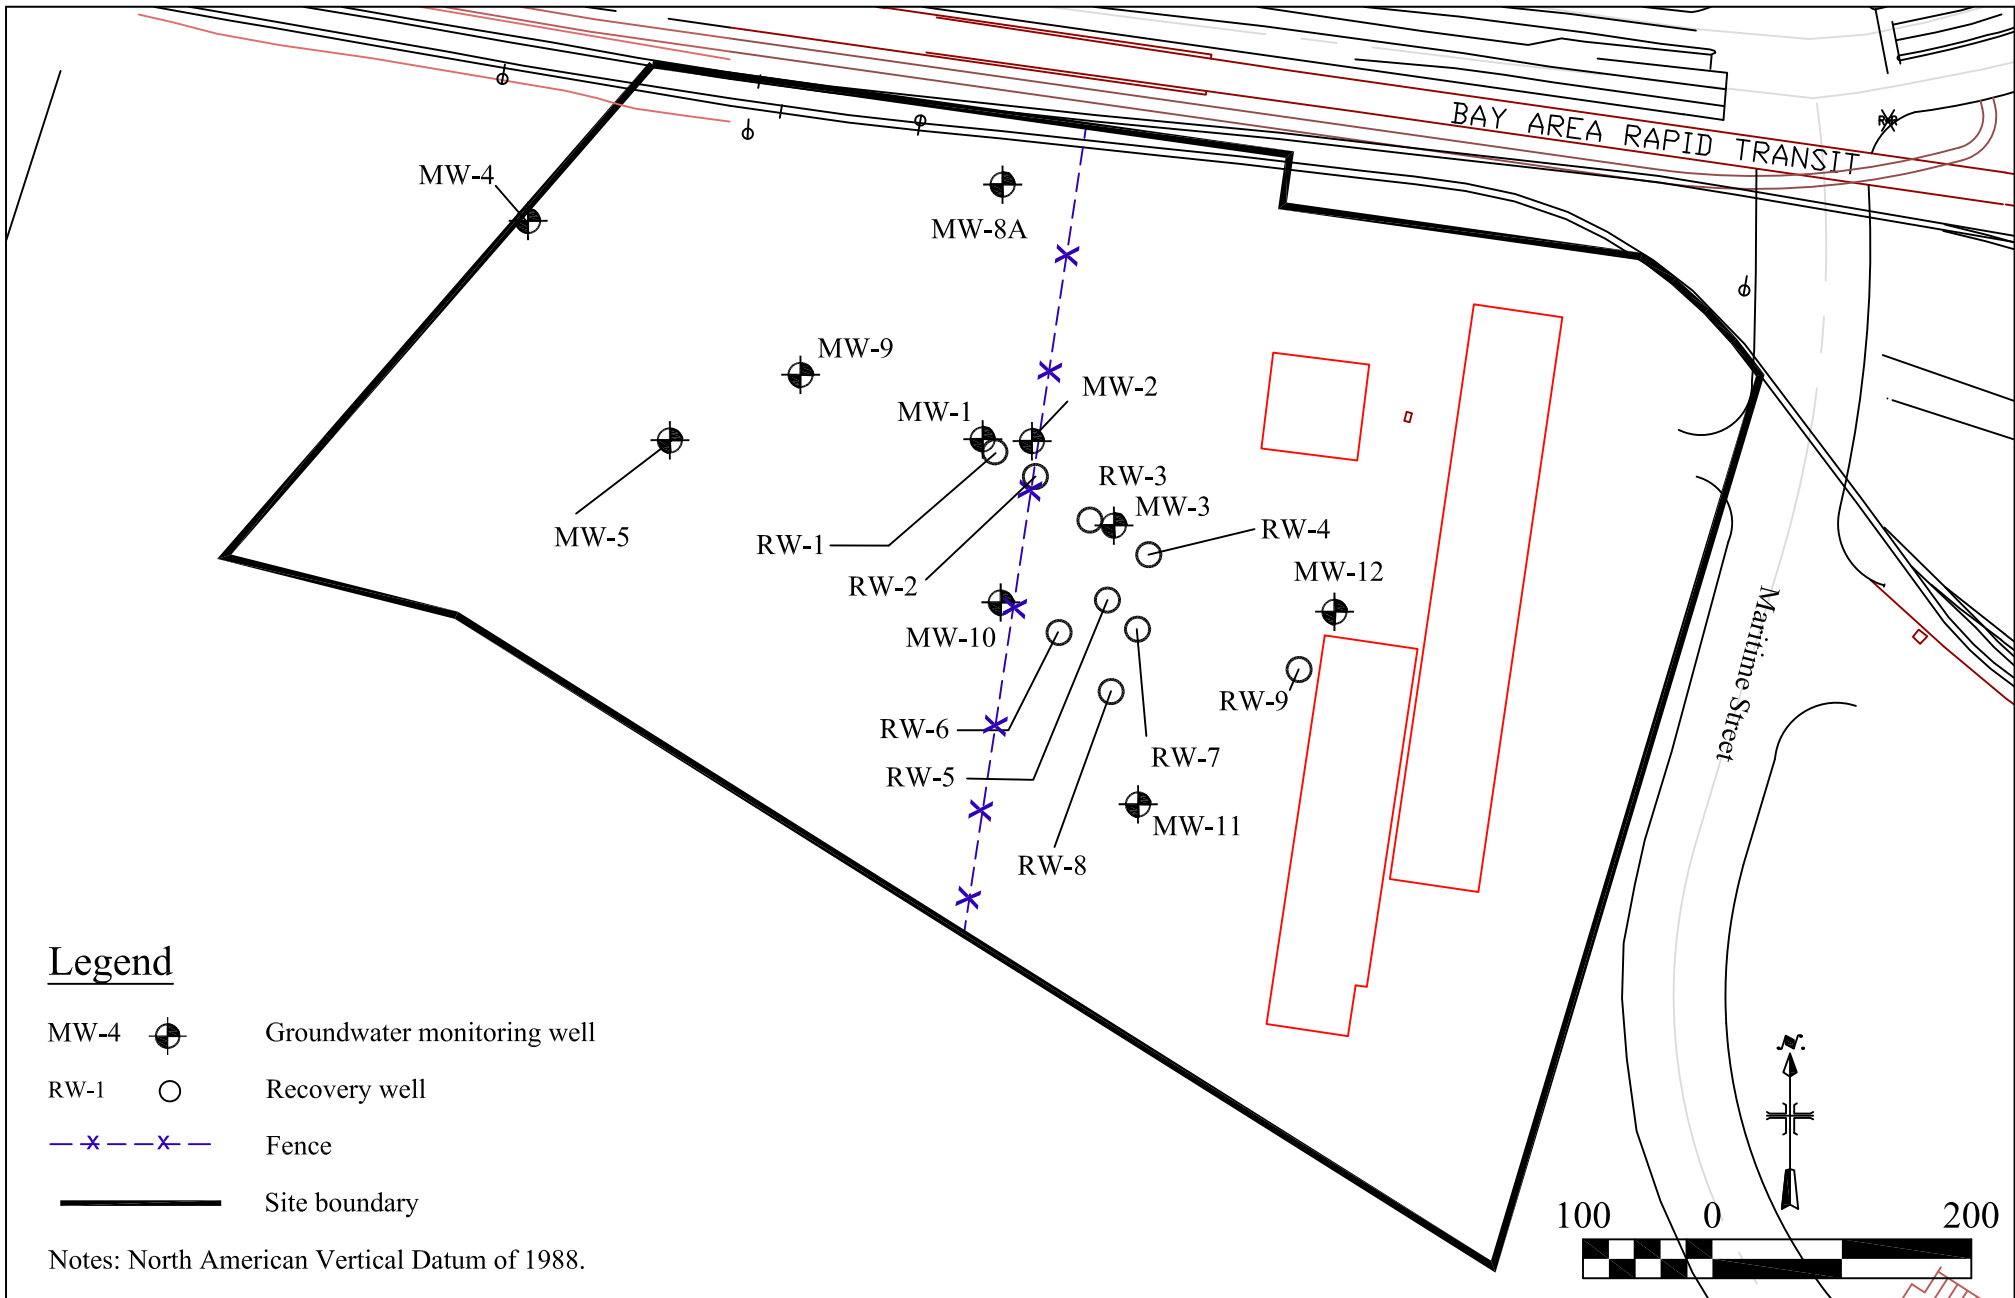 BAY AREA RAPID TRANSIT
MW-4
MW-8A
MW-9
MW-2
MW-1
RW-3
MW-3
MW-5
RW-1
RW-4
RW-2
MW-12
MW-10
Maritime Street
RW-9
RW-6
RW-7
RW-5
MW-11
RW-8
Legend
MW-4 Groundwater monitoring well
RW-1 Recovery well
Fence
Site boundary
Notes: North American Vertical Datum of 1988.
N
100 0 200